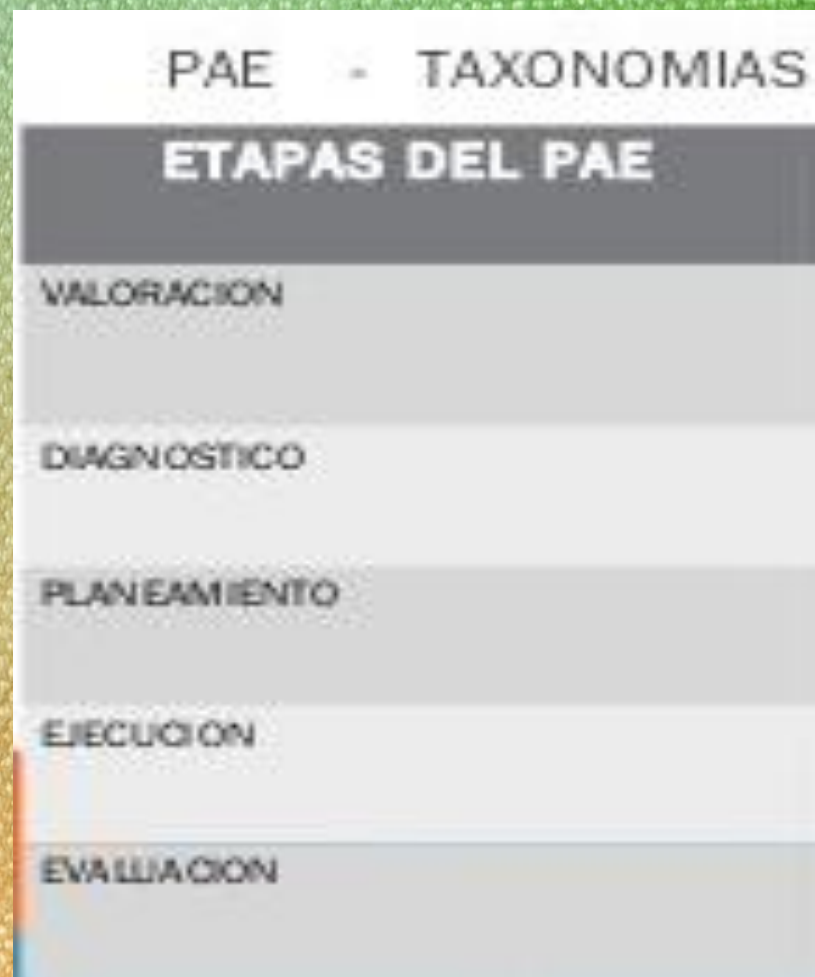 PAE - TAXONOMIAS
ETAPAS DEL PAE
VALORACION
DIAGNOSTICO
PLANEAMIENTO
EJECUCION
EVALUACION